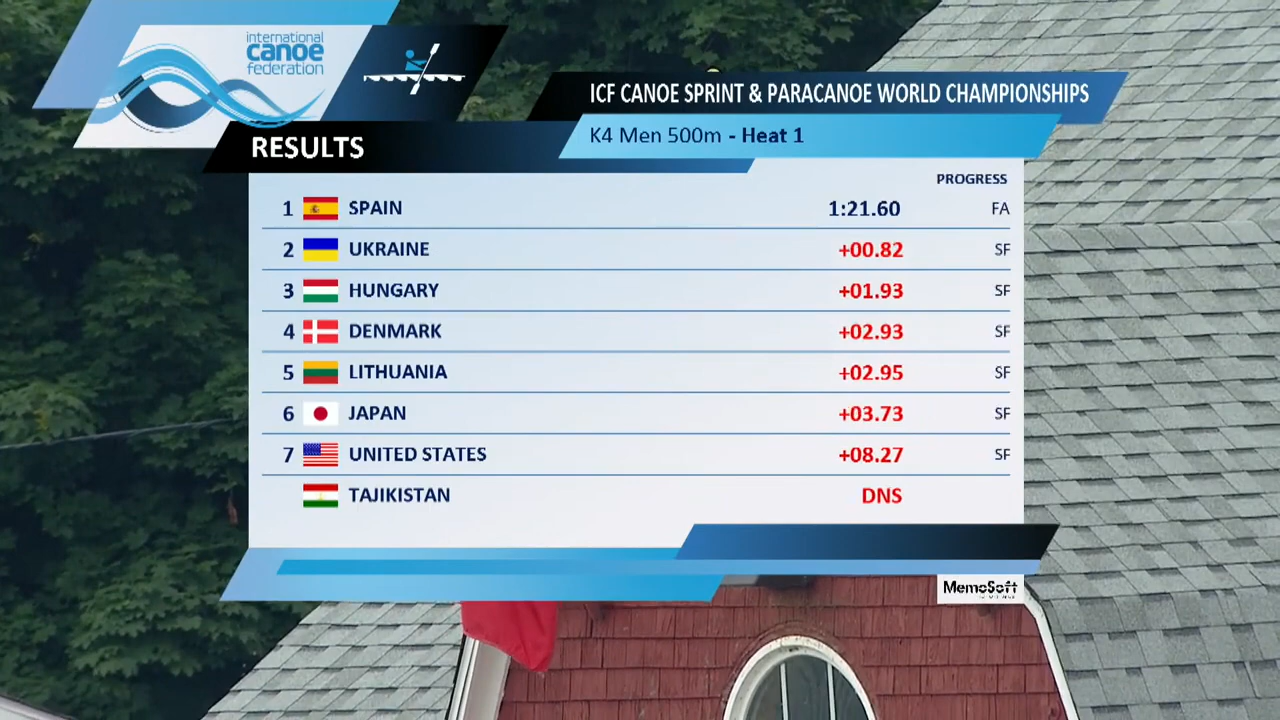 international
canoe
federation
ICF CANOE SPRINT & PARACANOE WORLD CHAMPIONSHIPS
K4 Men 500m - Heat 1
RESULTS
PROGRESS
1 SPAIN 1:21.60 FA
2 UKRAINE +00.82 SF
3 HUNGARY +01.93 SF
4 DENMARK +02.93 SF
5 LITHUANIA +02.95 SF
6 JAPAN +03.73 SF
7 UNITED STATES +08.27 SF
TAJIKISTAN DNS
MemoSoft